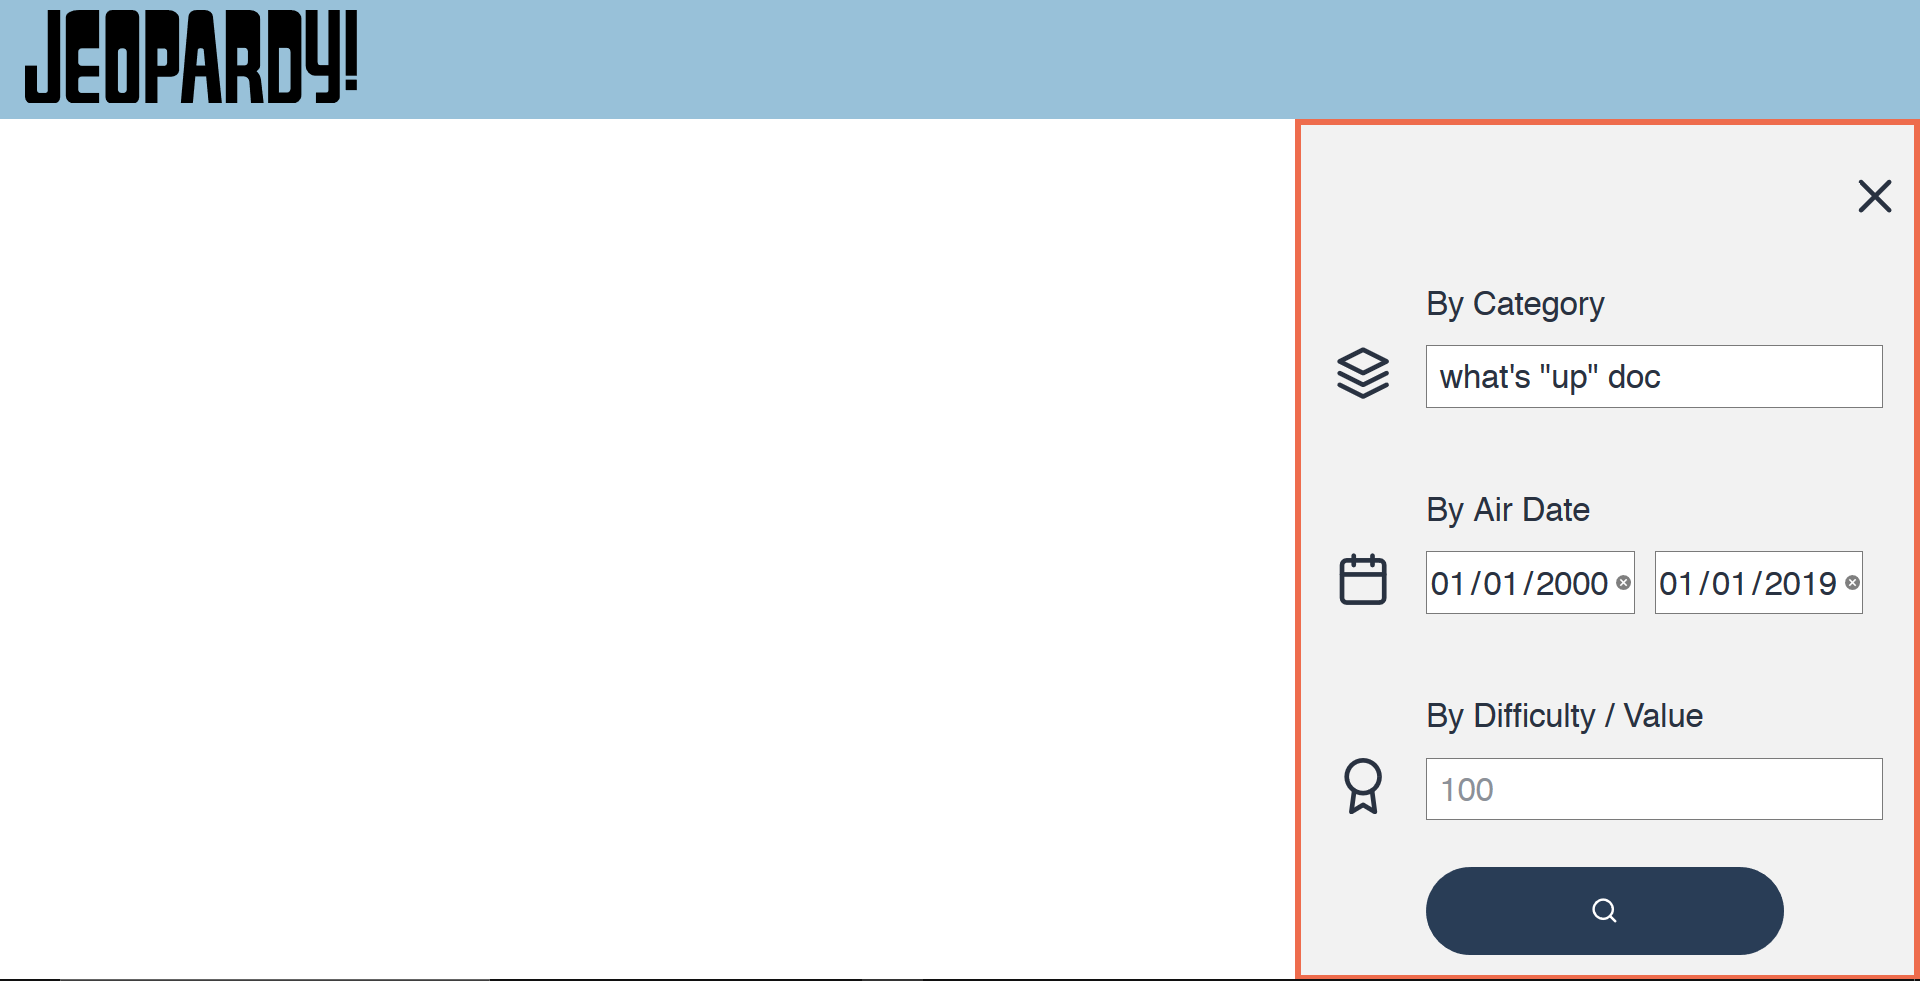 JEOPARDY!
By Category
what's "up" doc
By Air Date
01/01/2000 01/01/2019
By Difficulty / Value
100